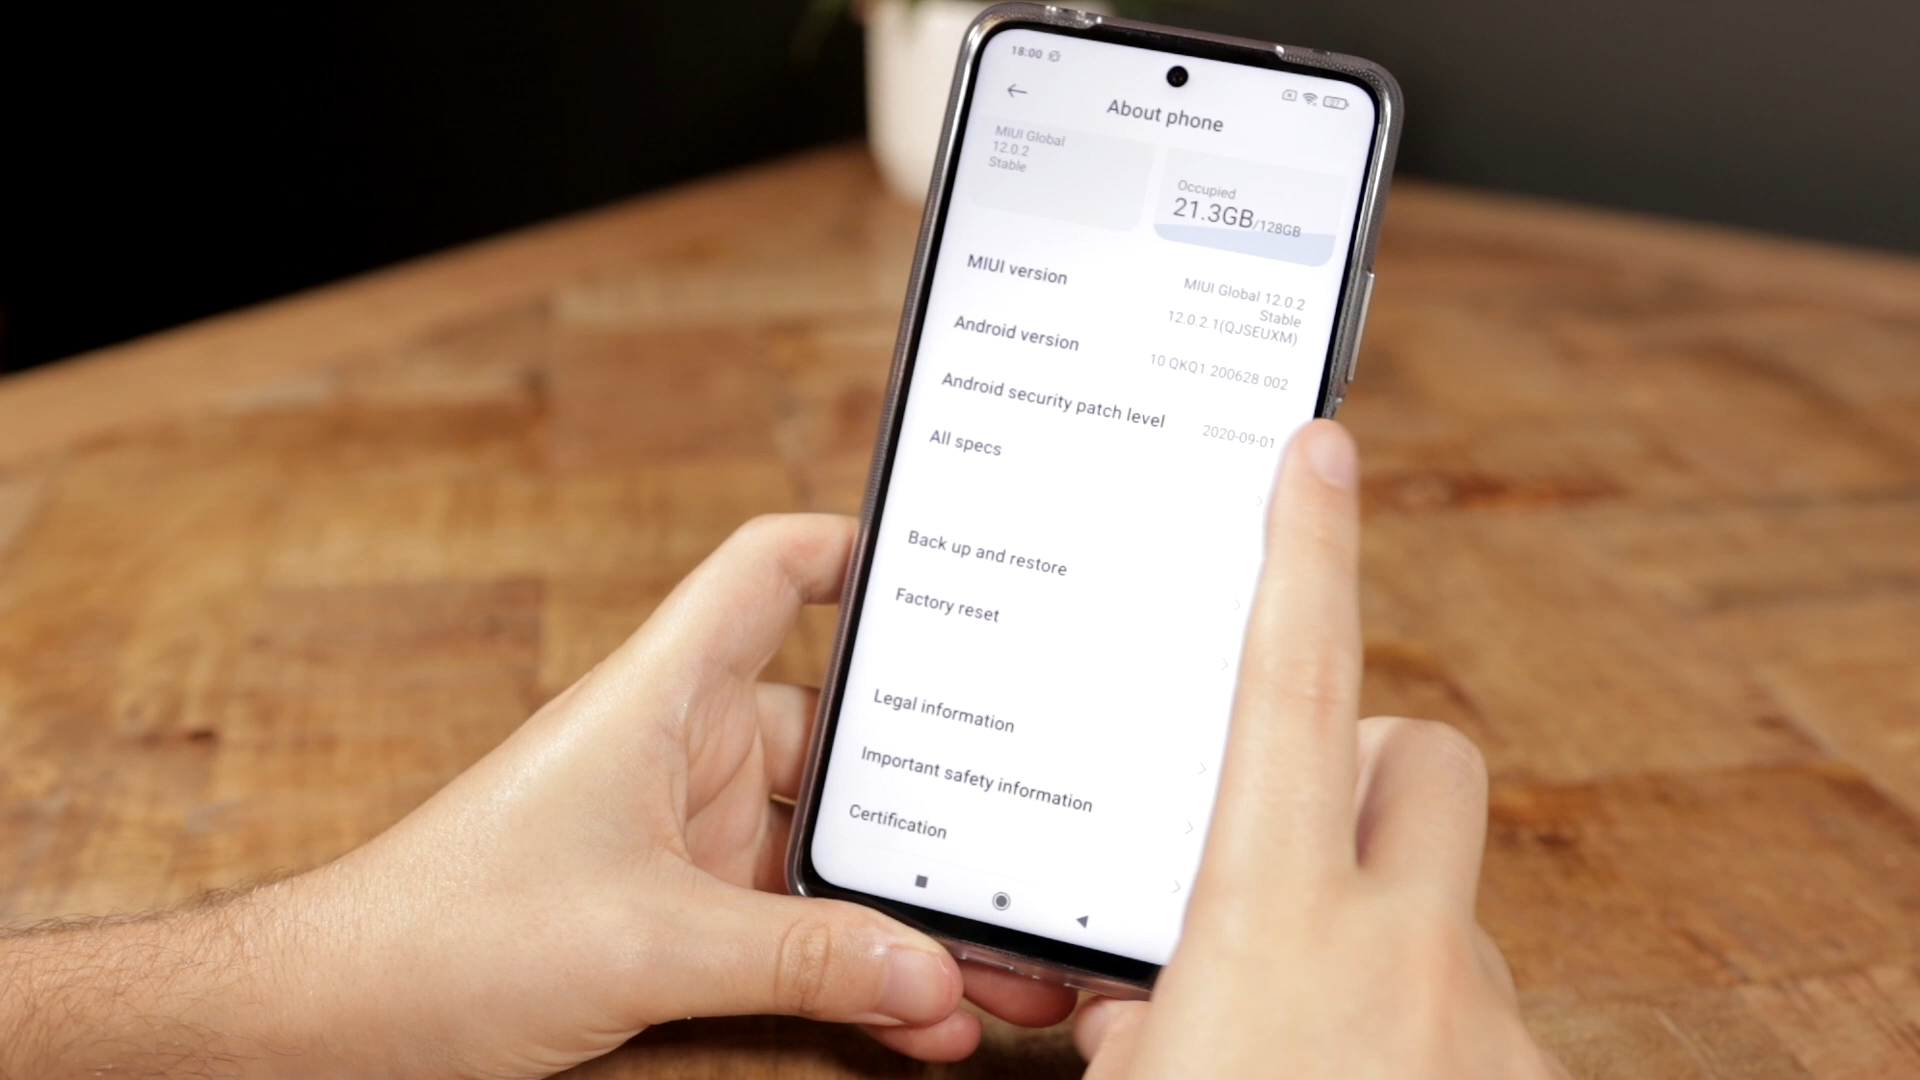 18:00
About phone
MIUI Global
12.0.2
Stable
Occupied
21.3GB/128GB
MIUI version
MIUI Global 12.0.2
Stable
12.0.2.1(QJSEUXM)
Android version
10 QKQ1.200628.002
Android security patch level
2020-09-01
All specs
Back up and restore
Factory reset
Legal information
Important safety information
Certification